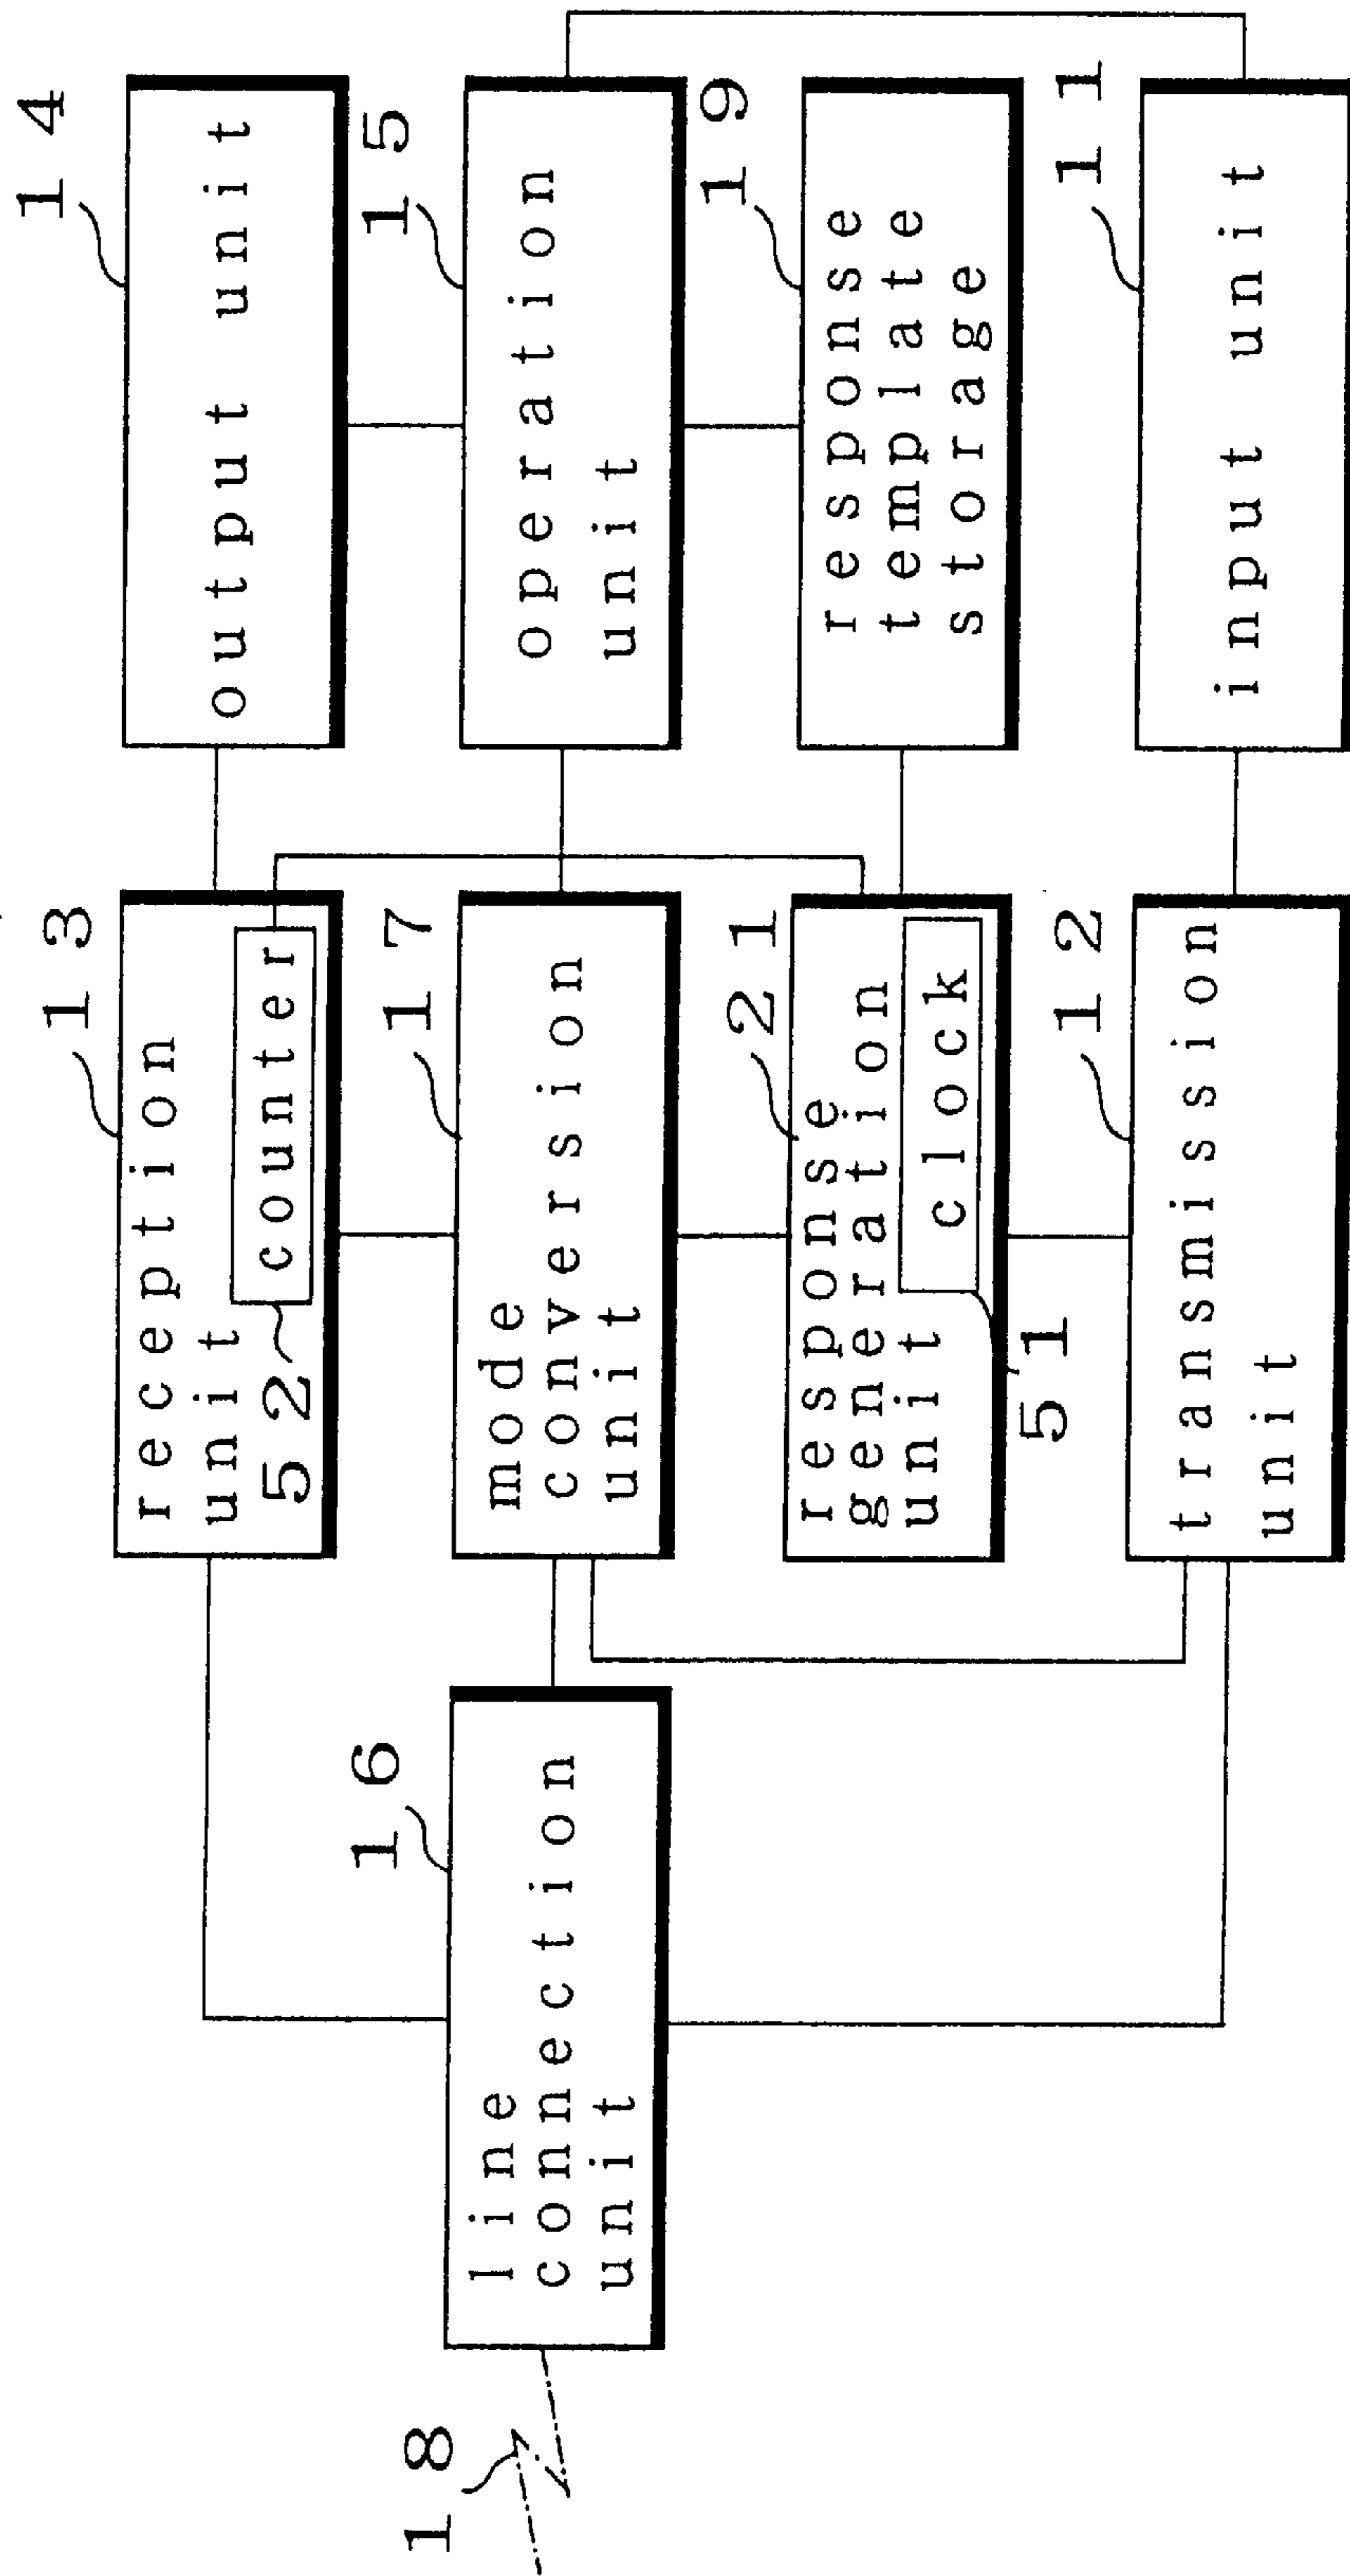 14
output unit
15
operation
unit
19
response
template
storage
11
input unit
13
reception
unit
52
counter
17
mode
conversion
unit
21
response
generation
unit
clock
51
12
transmission
unit
16
line
connection
unit
18